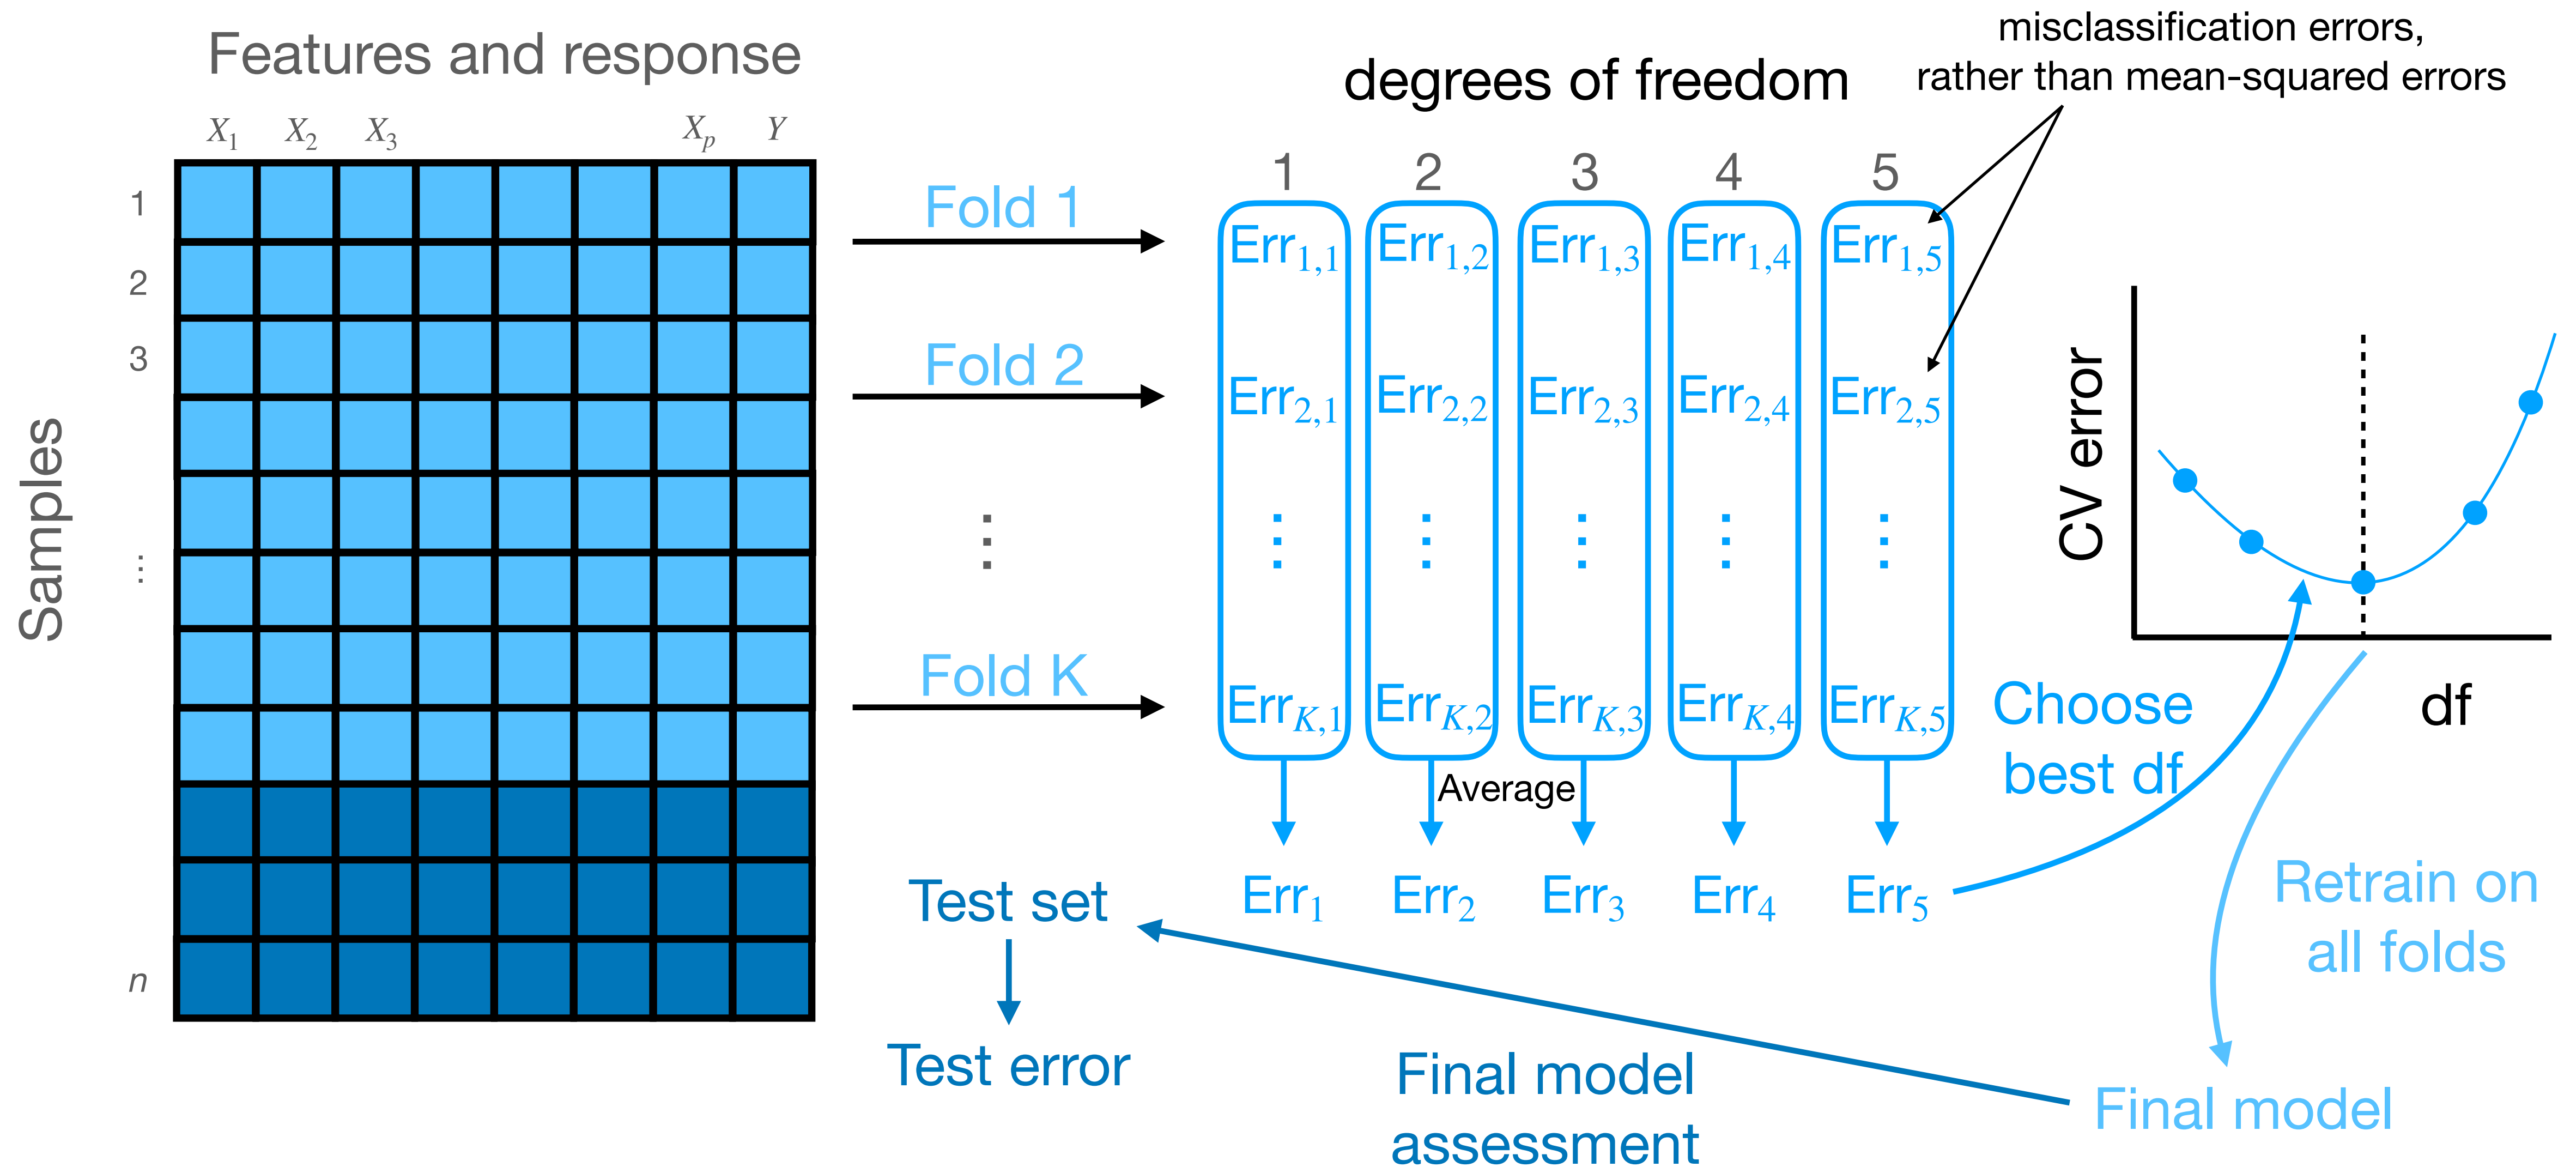 Features and response
X1 X2 X3 Xp Y
Samples
1
2
3
⋮
n
Fold 1
Fold 2
⋮
Fold K
degrees of freedom
misclassification errors,
rather than mean-squared errors
1 2 3 4 5
Err1,1 Err1,2 Err1,3 Err1,4 Err1,5
Err2,1 Err2,2 Err2,3 Err2,4 Err2,5
⋮ ⋮ ⋮ ⋮ ⋮
ErrK,1 ErrK,2 ErrK,3 ErrK,4 ErrK,5
Average
Err1 Err2 Err3 Err4 Err5
CV error
df
Choose
best df
Retrain on
all folds
Final model
Final model
assessment
Test set
Test error